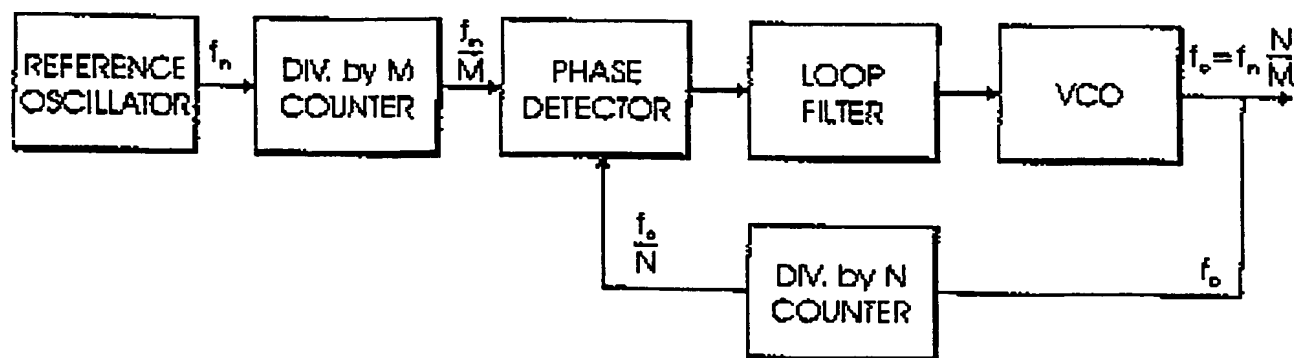 REFERENCE
OSCILLATOR
fn
DIV. by M
COUNTER
fn
M
PHASE
DETECTOR
LOOP
FILTER
VCO
fo=fn N
M
fo
N
DIV. by N
COUNTER
fo